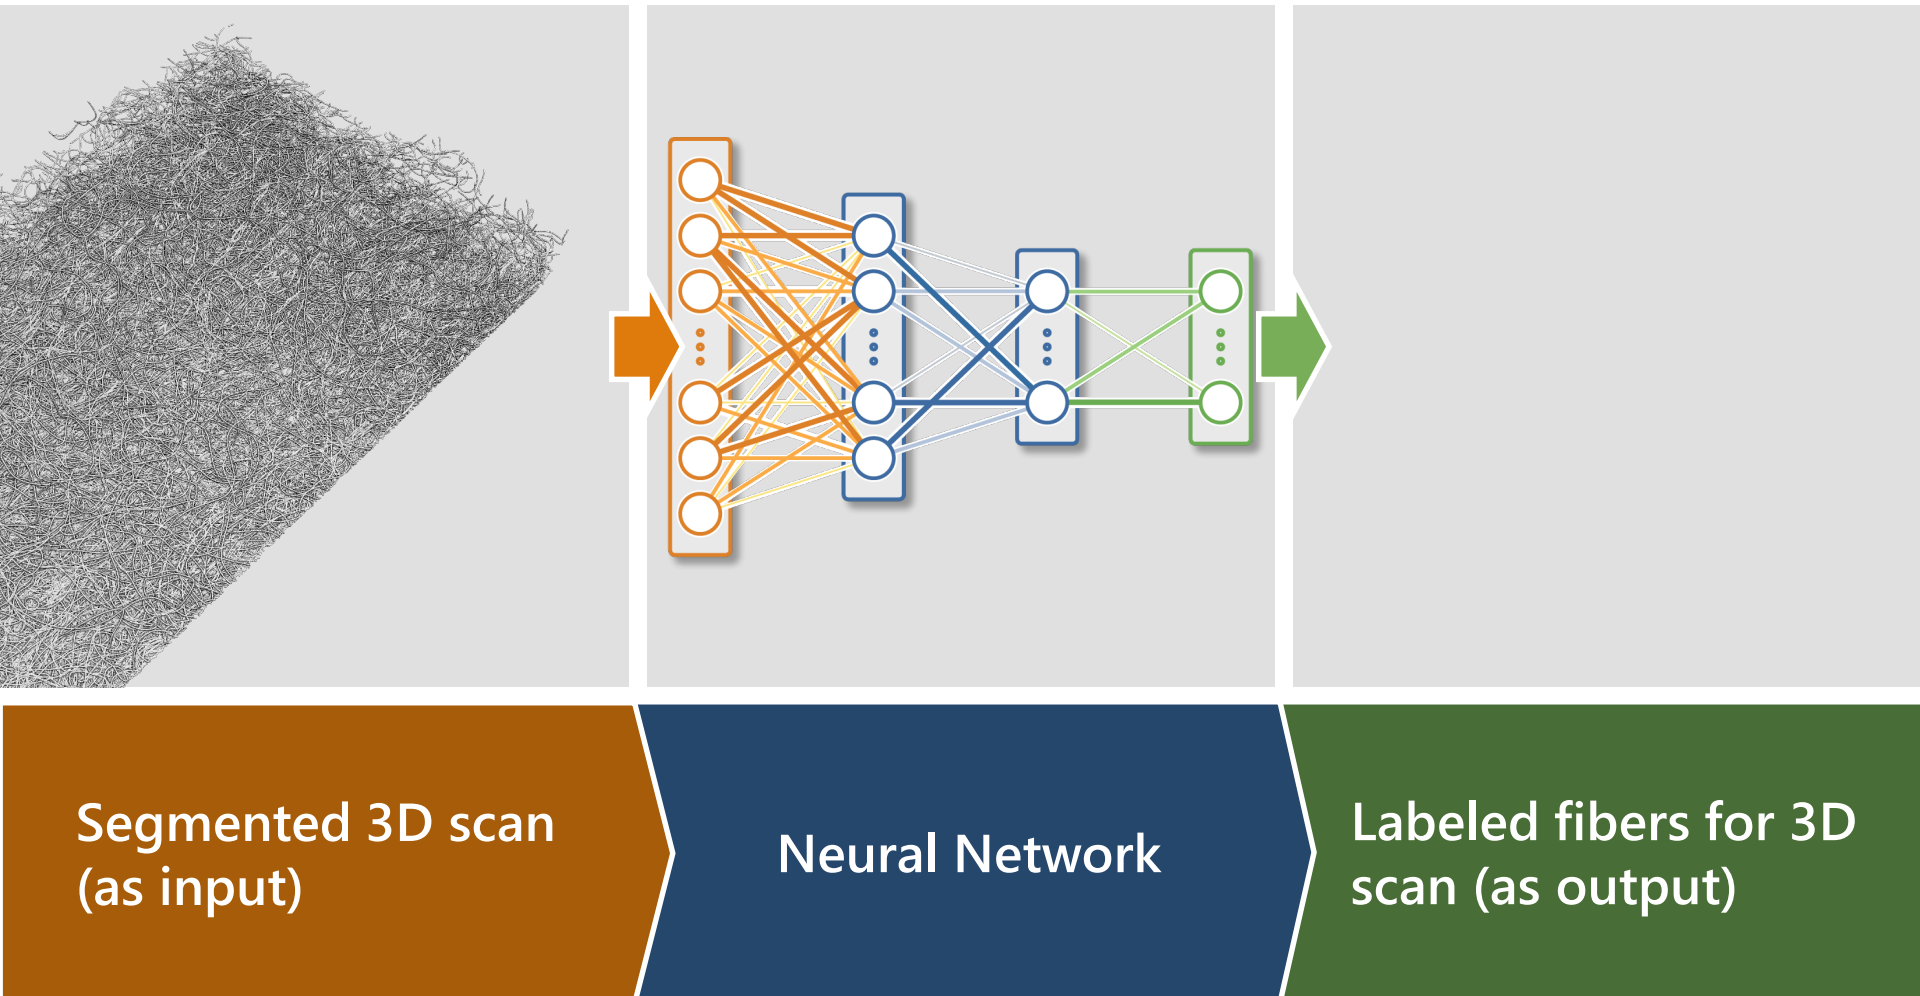 Segmented 3D scan
(as input)
Neural Network
Labeled fibers for 3D
scan (as output)